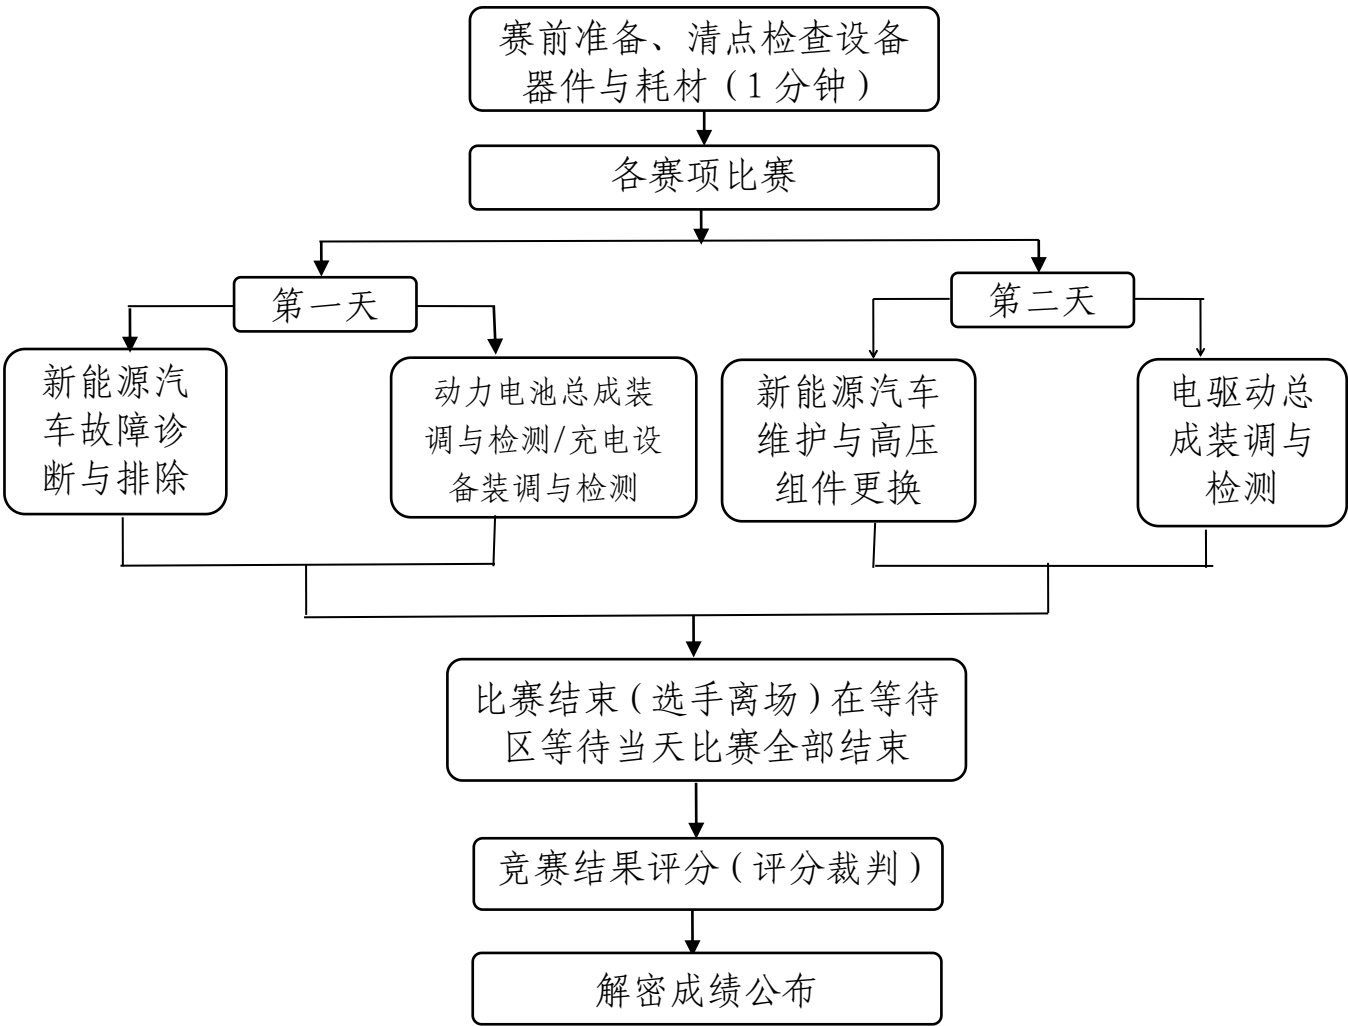 赛前准备、清点检查设备
器件与耗材（1分钟）
各赛项比赛
第一天
第二天
新能源汽
车故障诊
断与排除
动力电池总成装
调与检测/充电设
备装调与检测
新能源汽车
维护与高压
组件更换
电驱动总
成装调与
检测
比赛结束（选手离场）在等待
区等待当天比赛全部结束
竞赛结果评分（评分裁判）
解密成绩公布